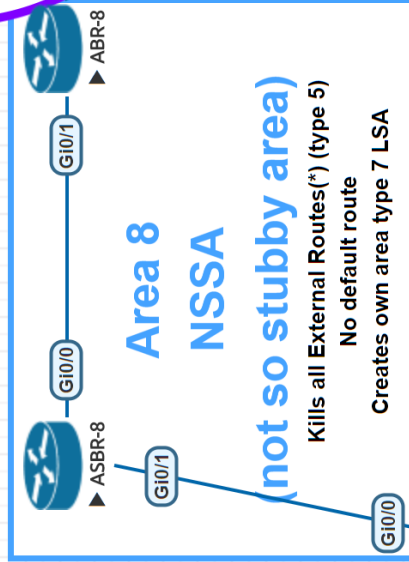 ABR-8
Gi0/1
Gi0/0
ASBR-8
Gi0/1
Gi0/0
Area 8
NSSA
(not so stubby area)
Kills all External Routes(*) (type 5)
No default route
Creates own area type 7 LSA